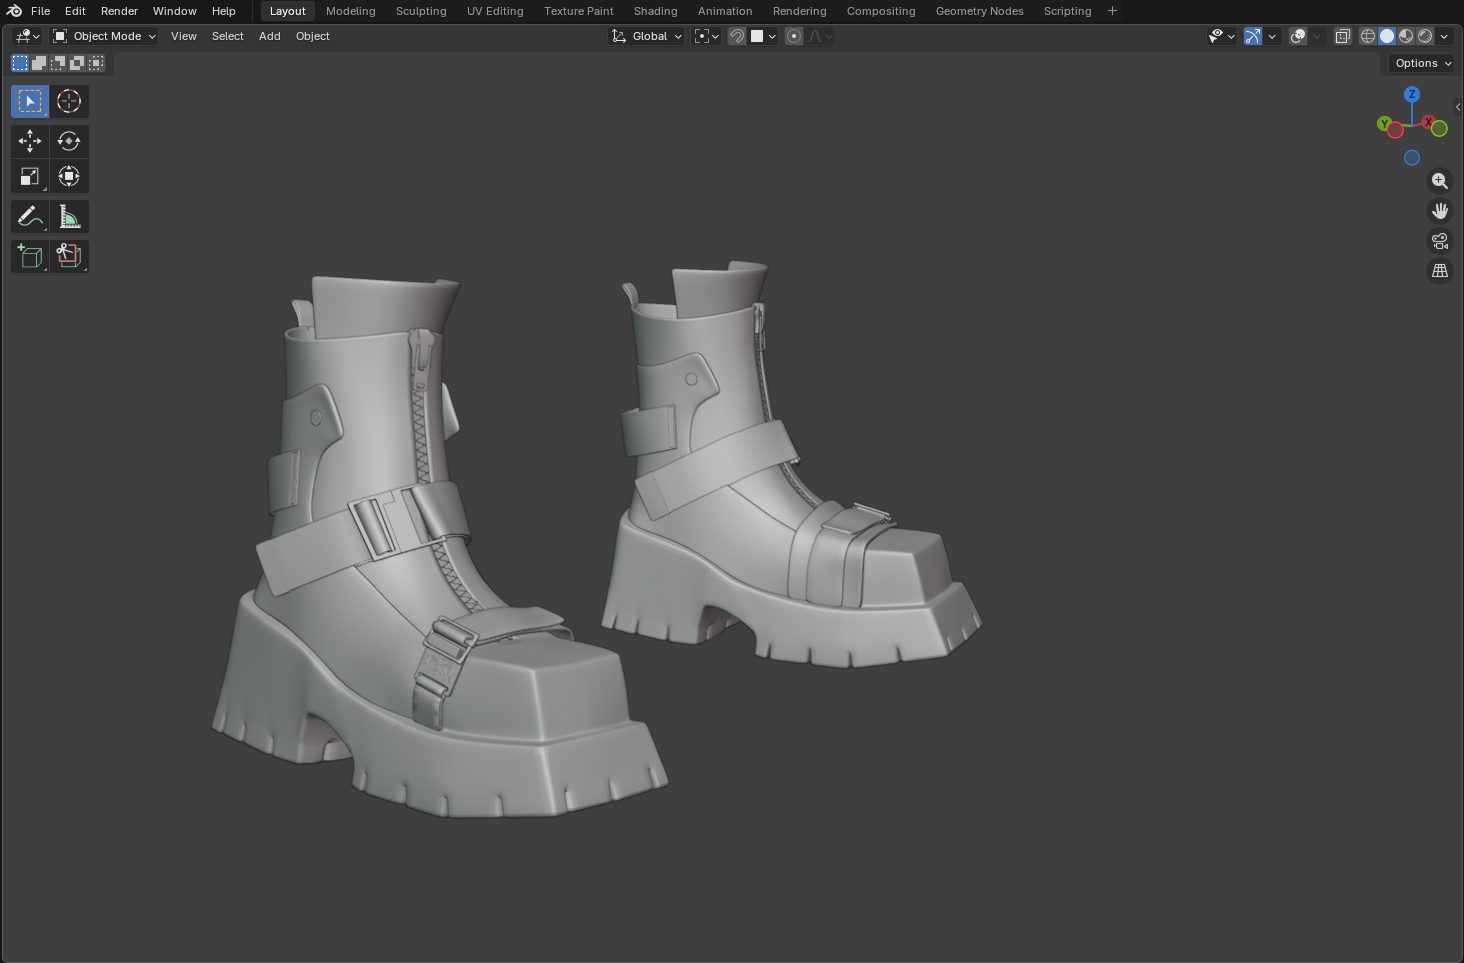 File Edit Render Window Help Layout Modeling Sculpting UV Editing Texture Paint Shading Animation Rendering Compositing Geometry Nodes Scripting +
Object Mode View Select Add Object Global
Options
Z
Y X